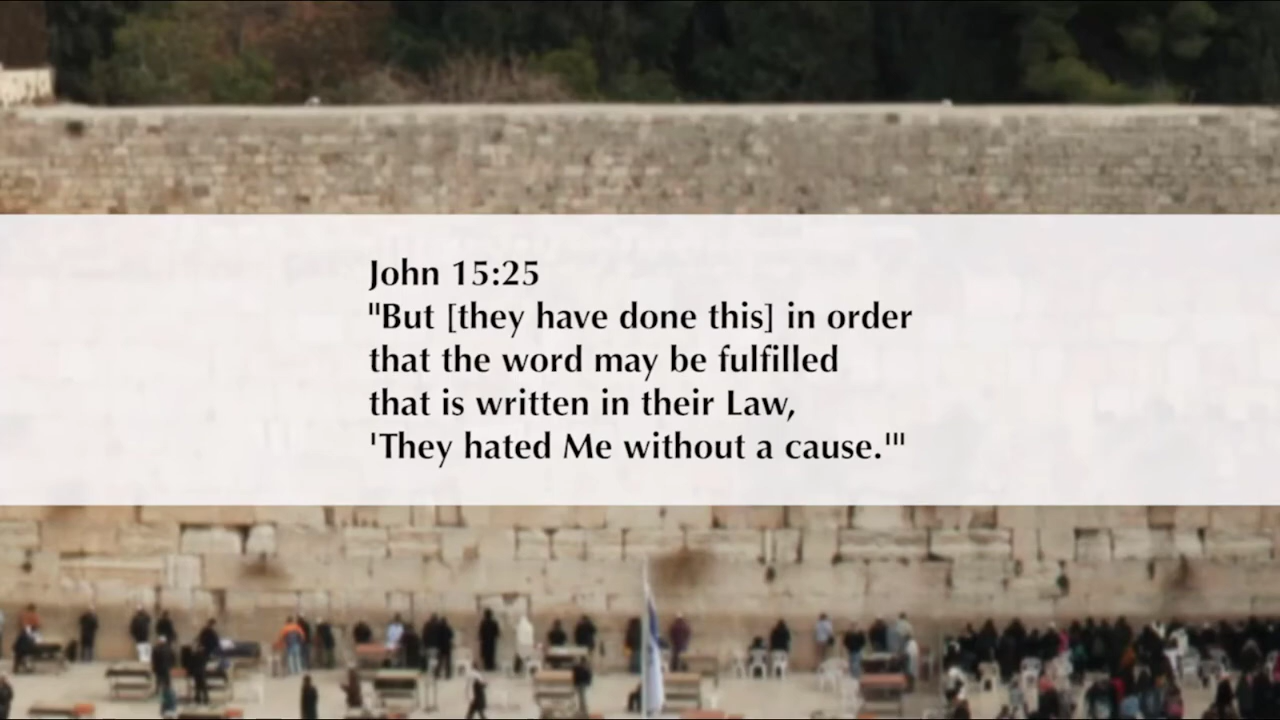 John 15:25
"But [they have done this] in order
that the word may be fulfilled
that is written in their Law,
'They hated Me without a cause.'"